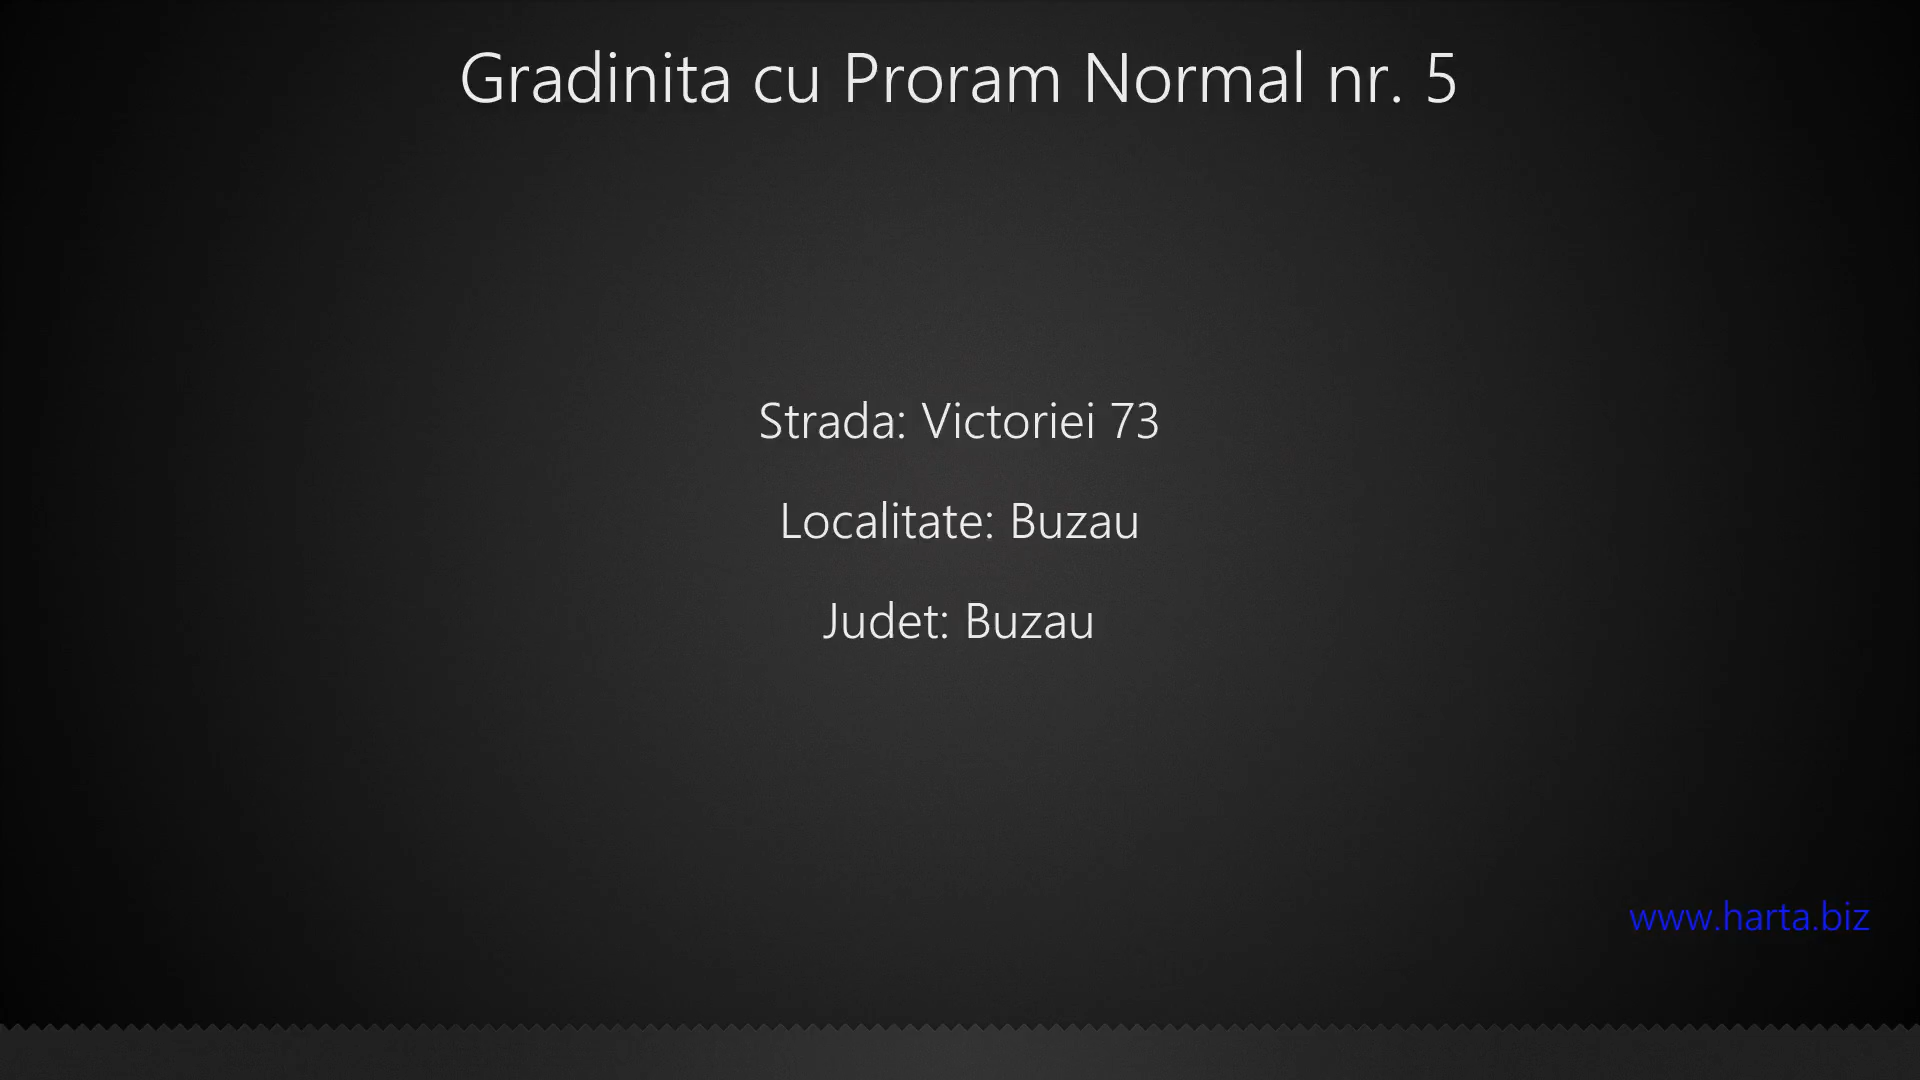 Gradinita cu Proram Normal nr. 5
Strada: Victoriei 73
Localitate: Buzau
Judet: Buzau
www.harta.biz